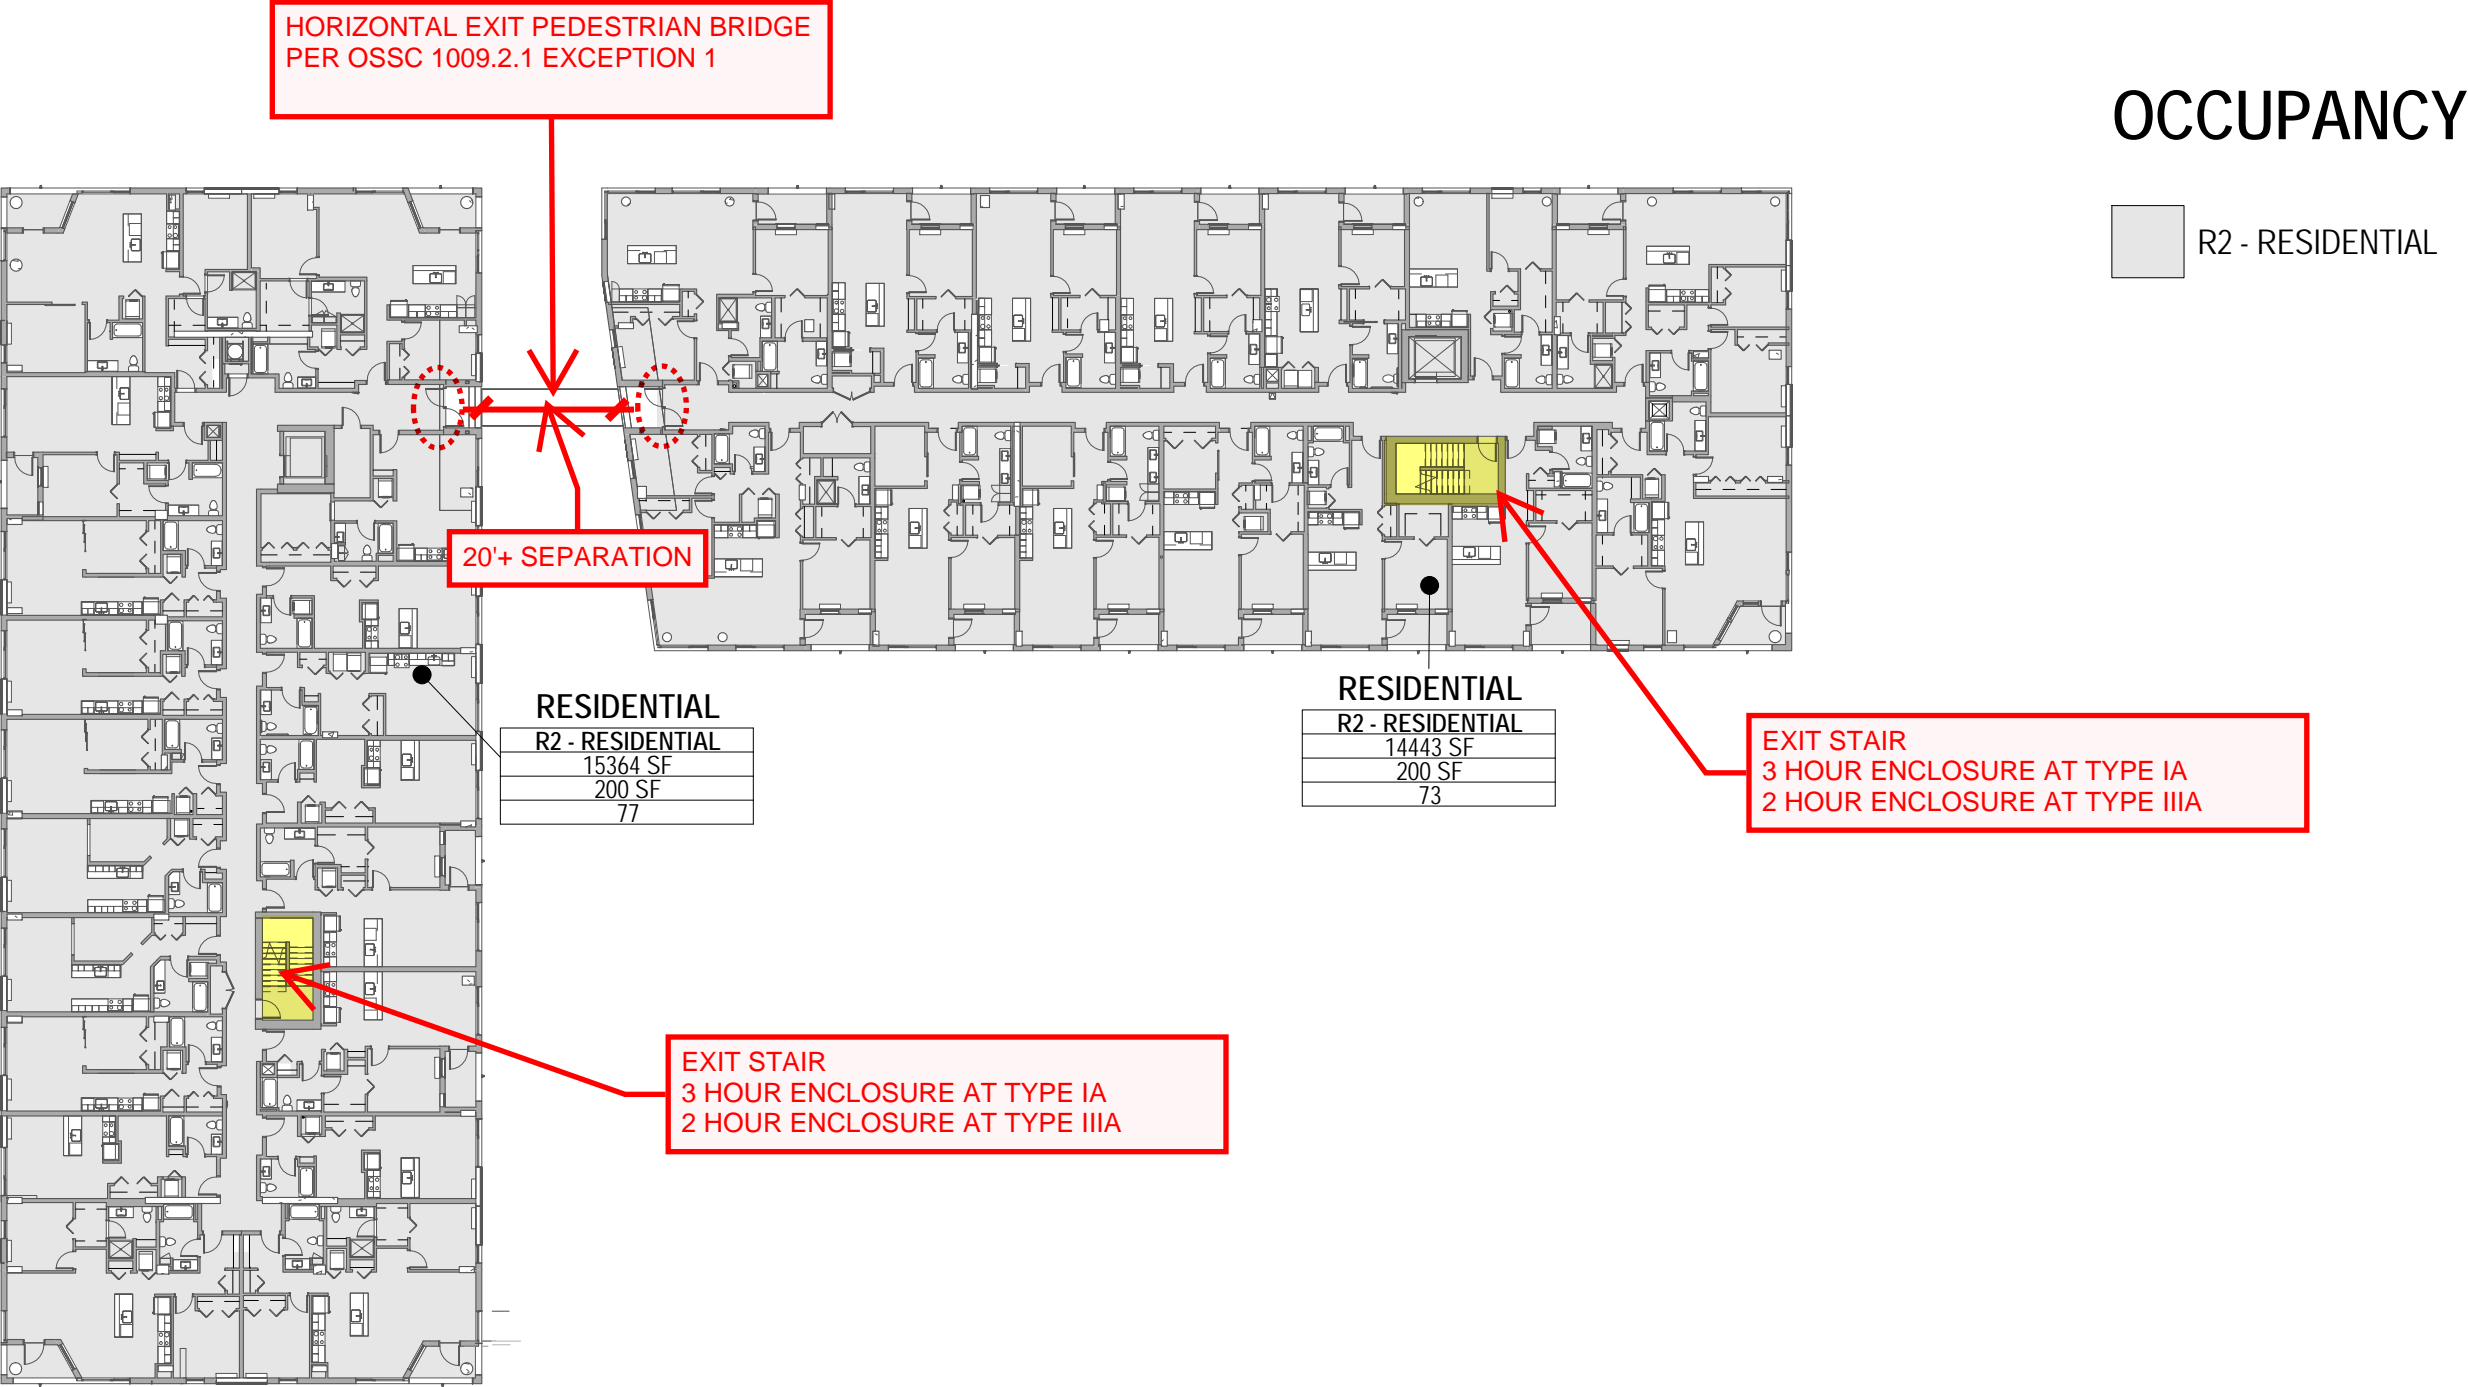 HORIZONTAL EXIT PEDESTRIAN BRIDGE
PER OSSC 1009.2.1 EXCEPTION 1
OCCUPANCY
R2 - RESIDENTIAL
20'+ SEPARATION
RESIDENTIAL
R2 - RESIDENTIAL
15364 SF
200 SF
77
RESIDENTIAL
R2 - RESIDENTIAL
14443 SF
200 SF
73
EXIT STAIR
3 HOUR ENCLOSURE AT TYPE IA
2 HOUR ENCLOSURE AT TYPE IIIA
EXIT STAIR
3 HOUR ENCLOSURE AT TYPE IA
2 HOUR ENCLOSURE AT TYPE IIIA